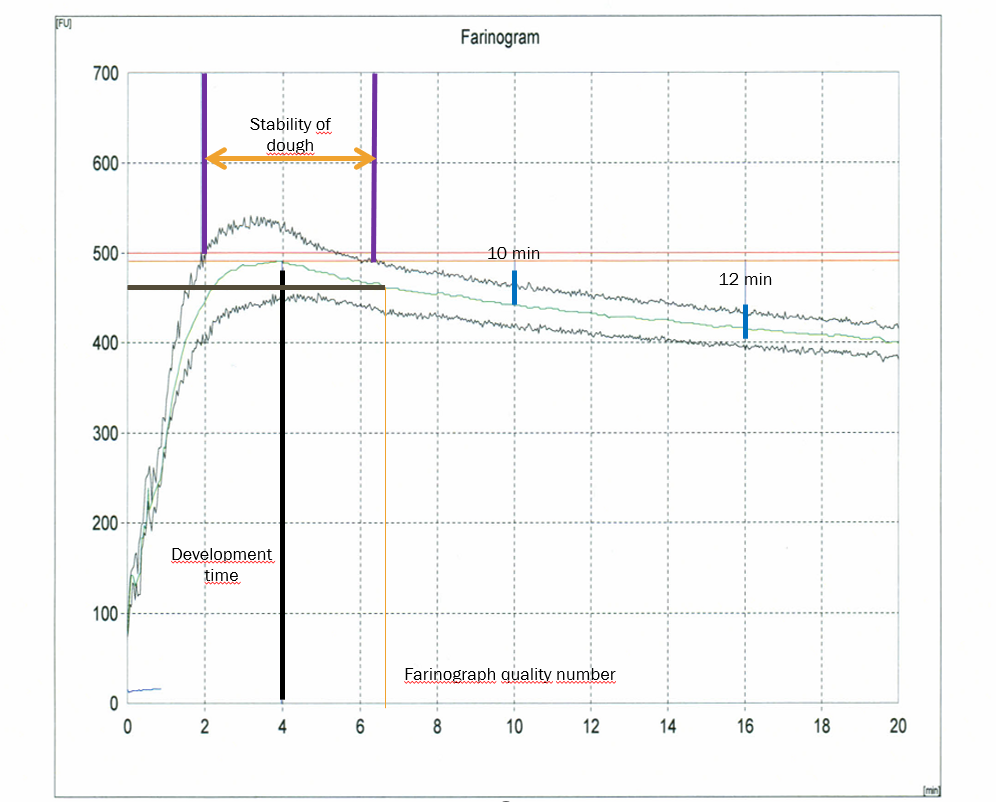 [FU]
Farinogram
700
Stability of
dough
600
500
10 min
12 min
400
300
200
Development
time
100
Farinograph quality number
0
0 2 4 6 8 10 12 14 16 18 20
[min]